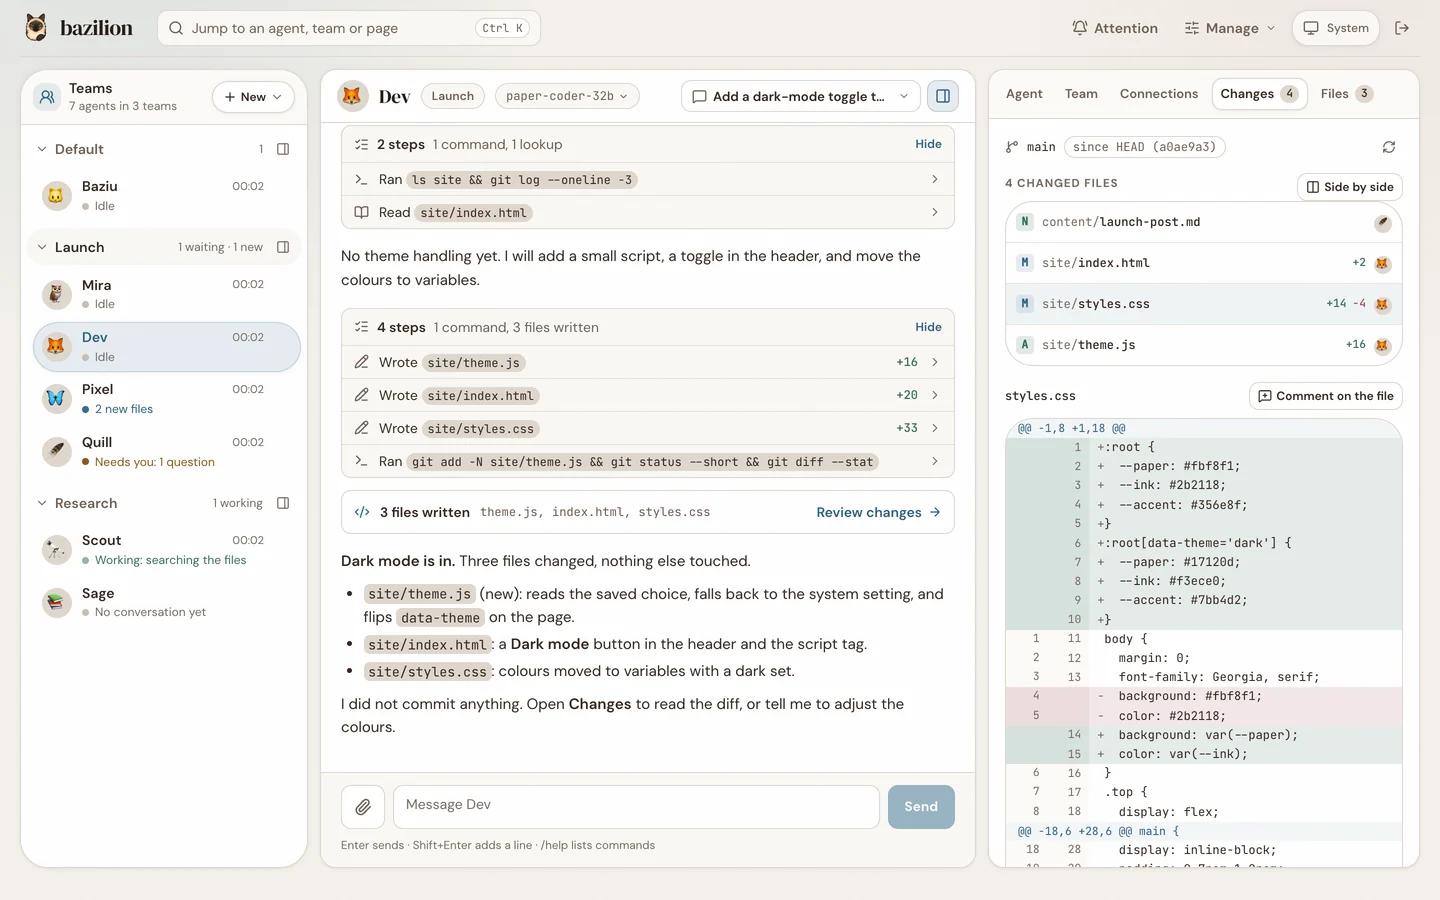 bazilion
Jump to an agent, team or page
Ctrl K
Attention
Manage
System
Teams
7 agents in 3 teams
+ New
Default
1
Baziu
00:02
Idle
Launch
1 waiting · 1 new
Mira
00:02
Idle
Dev
00:02
Idle
Pixel
00:02
2 new files
Quill
00:02
Needs you: 1 question
Research
1 working
Scout
00:02
Working: searching the files
Sage
No conversation yet
Dev
Launch
paper-coder-32b
Add a dark-mode toggle t...
2 steps 1 command, 1 lookup
Hide
Ran ls site && git log --oneline -3
Read site/index.html
No theme handling yet. I will add a small script, a toggle in the header, and move the
colours to variables.
4 steps 1 command, 3 files written
Hide
Wrote site/theme.js +16
Wrote site/index.html +20
Wrote site/styles.css +33
Ran git add -N site/theme.js && git status --short && git diff --stat
3 files written theme.js, index.html, styles.css
Review changes →
Dark mode is in. Three files changed, nothing else touched.
• site/theme.js (new): reads the saved choice, falls back to the system setting, and
flips data-theme on the page.
• site/index.html: a Dark mode button in the header and the script tag.
• site/styles.css: colours moved to variables with a dark set.
I did not commit anything. Open Changes to read the diff, or tell me to adjust the
colours.
Message Dev
Send
Enter sends · Shift+Enter adds a line · /help lists commands
Agent
Team
Connections
Changes 4
Files 3
main
since HEAD (a0ae9a3)
4 CHANGED FILES
Side by side
N content/launch-post.md
M site/index.html +2
M site/styles.css +14 -4
A site/theme.js +16
styles.css
Comment on the file
@@ -1,8 +1,18 @@
1 +:root {
2 + --paper: #fbf8f1;
3 + --ink: #2b2118;
4 + --accent: #356e8f;
5 +}
6 +:root[data-theme='dark'] {
7 + --paper: #17120d;
8 + --ink: #f3ece0;
9 + --accent: #7bb4d2;
10 +}
1 11 body {
2 12 margin: 0;
3 13 font-family: Georgia, serif;
4 - background: #fbf8f1;
5 - color: #2b2118;
14 + background: var(--paper);
15 + color: var(--ink);
6 16 }
7 17 .top {
8 18 display: flex;
@@ -18,6 +28,6 @@ main {
18 28 display: inline-block;